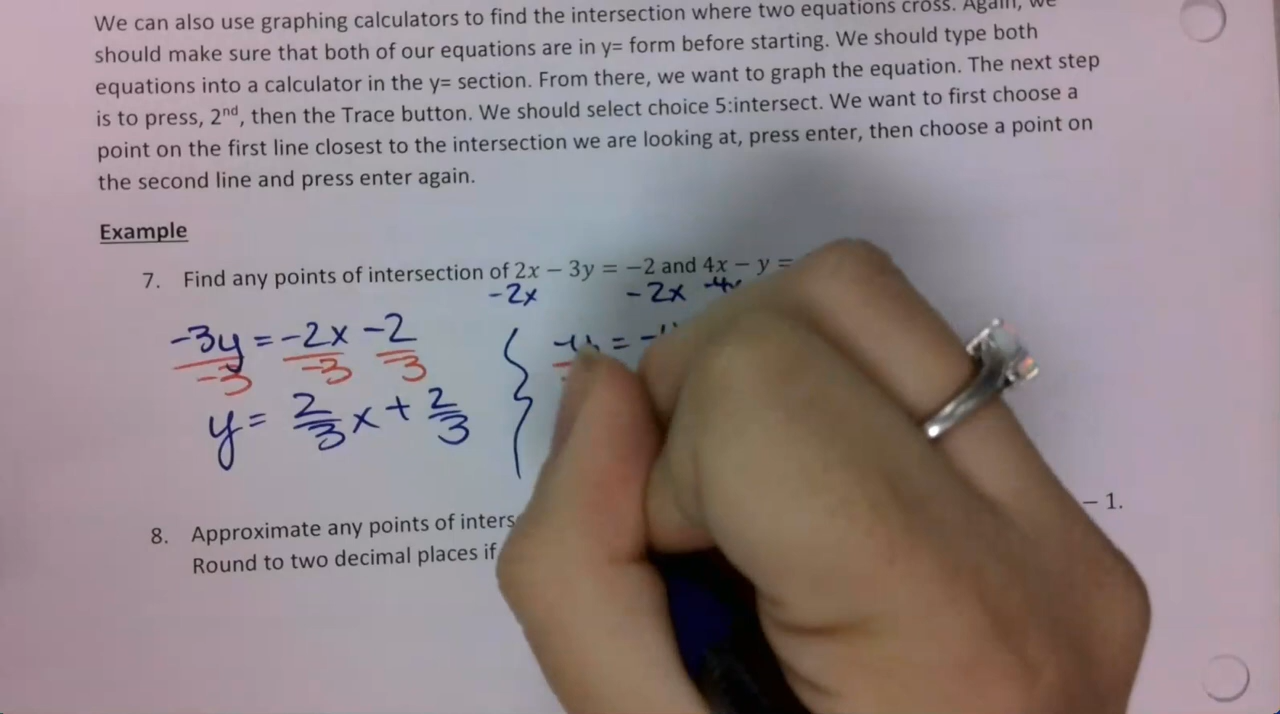 We can also use graphing calculators to find the intersection where two equations cross. Again, we
should make sure that both of our equations are in y= form before starting. We should type both
equations into a calculator in the y= section. From there, we want to graph the equation. The next step
is to press, 2nd, then the Trace button. We should select choice 5:intersect. We want to first choose a
point on the first line closest to the intersection we are looking at, press enter, then choose a point on
the second line and press enter again.
Example
7. Find any points of intersection of 2x − 3y = −2 and 4x − y =
-2x -2x -4x
-3y = -2x -2
-3 -3 -3
-y = -
y = 2/3 x + 2/3
8. Approximate any points of − 1.
Round to two decimal places if